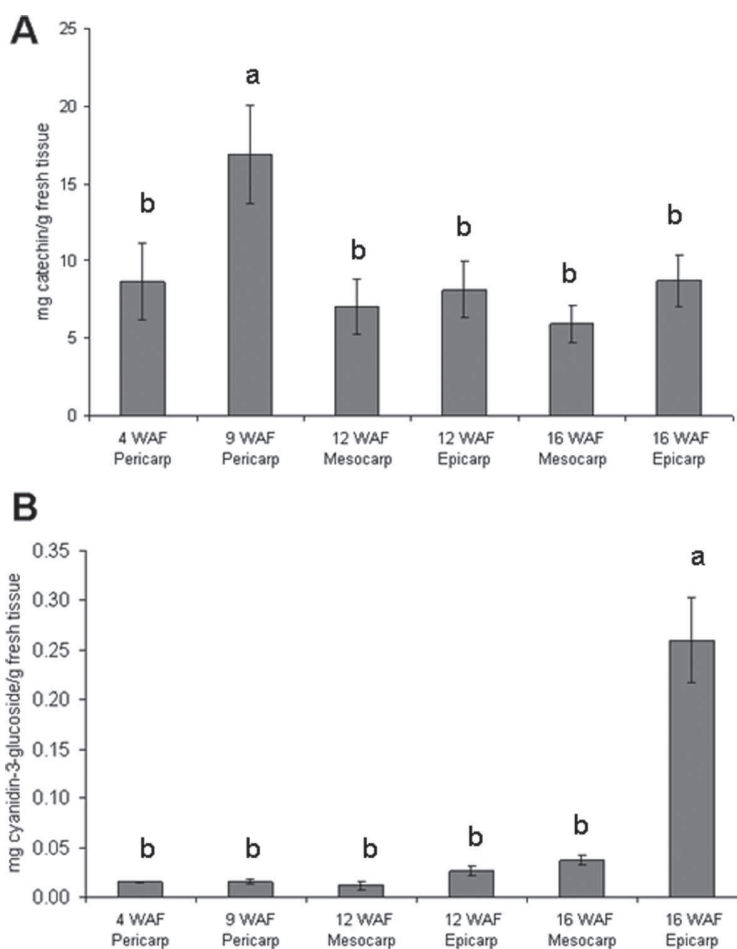 A
mg catechin/g fresh tissue
25
20
15
10
5
0
b
a
b
b
b
b
4 WAF 9 WAF 12 WAF 12 WAF 16 WAF 16 WAF
Pericarp Pericarp Mesocarp Epicarp Mesocarp Epicarp
B
mg cyanidin-3-glucoside/g fresh tissue
0.35
0.30
0.25
0.20
0.15
0.10
0.05
0.00
b
b
b
b
b
a
4 WAF 9 WAF 12 WAF 12 WAF 16 WAF 16 WAF
Pericarp Pericarp Mesocarp Epicarp Mesocarp Epicarp